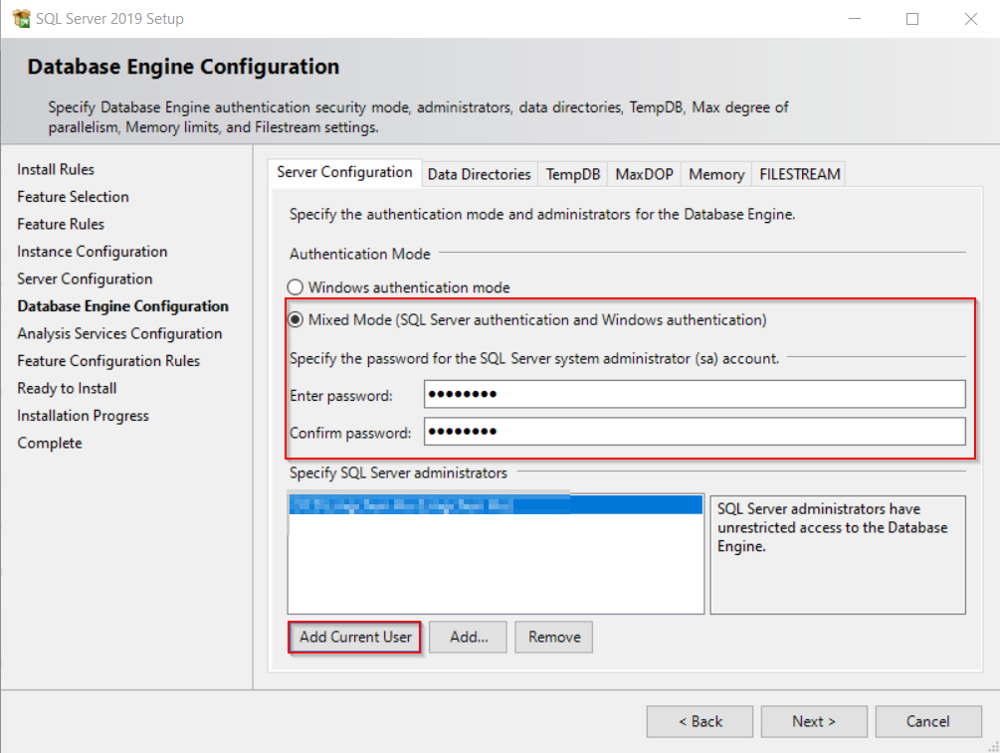 SQL Server 2019 Setup
Database Engine Configuration
Specify Database Engine authentication security mode, administrators, data directories, TempDB, Max degree of
parallelism, Memory limits, and Filestream settings.
Install Rules
Feature Selection
Feature Rules
Instance Configuration
Server Configuration
Database Engine Configuration
Analysis Services Configuration
Feature Configuration Rules
Ready to Install
Installation Progress
Complete
Server Configuration Data Directories TempDB MaxDOP Memory FILESTREAM
Specify the authentication mode and administrators for the Database Engine.
Authentication Mode
Windows authentication mode
Mixed Mode (SQL Server authentication and Windows authentication)
Specify the password for the SQL Server system administrator (sa) account.
Enter password: ●●●●●●●●
Confirm password: ●●●●●●●●
Specify SQL Server administrators
SQL Server administrators have
unrestricted access to the Database
Engine.
Add Current User Add... Remove
< Back Next > Cancel